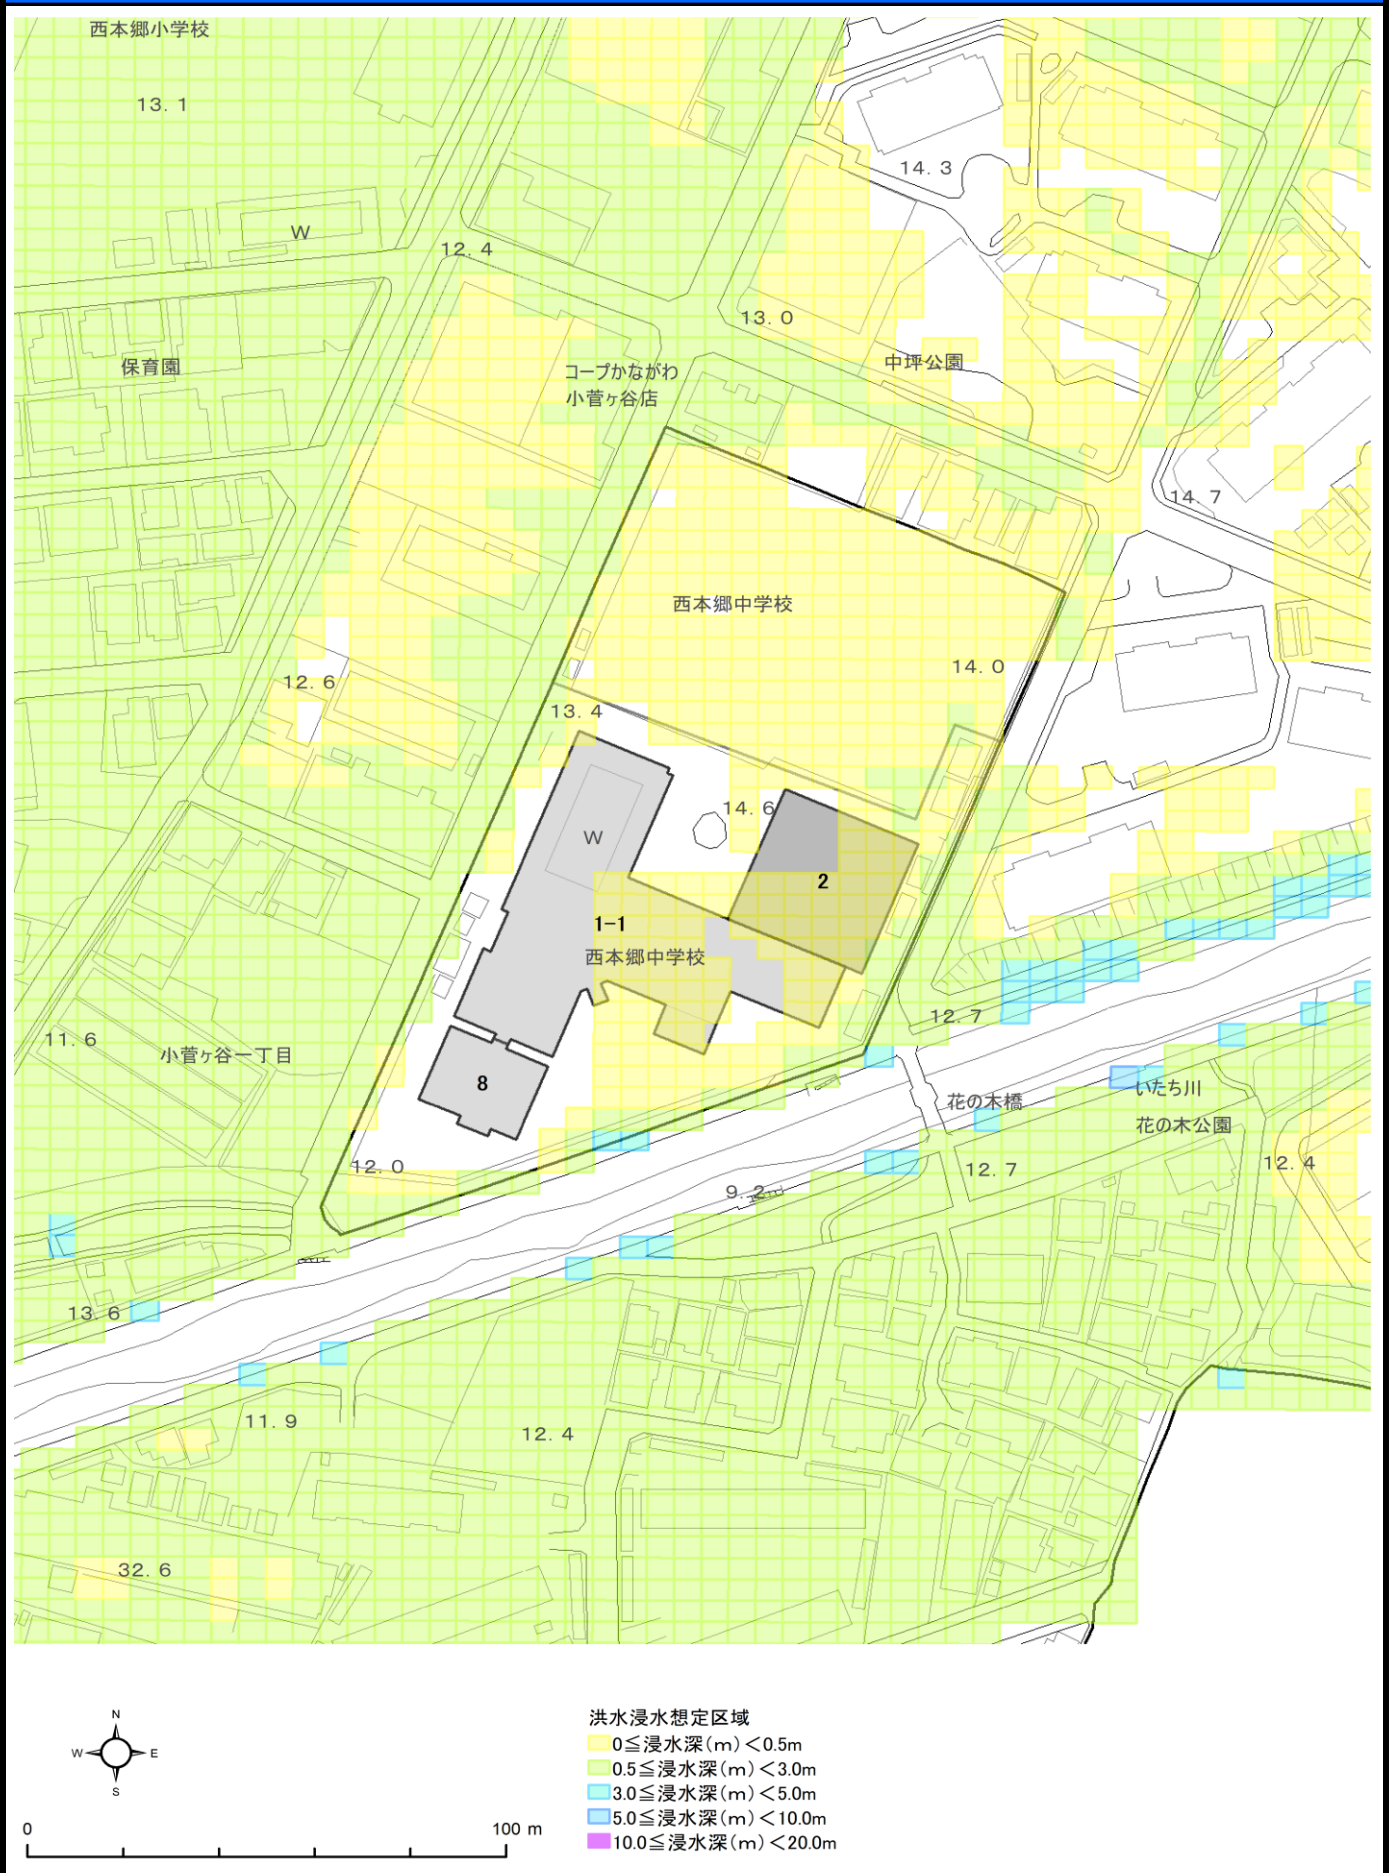 西本郷小学校
13.1
14.3
W
12.4
13.0
保育園
コープかながわ
小菅ヶ谷店
中坪公園
14.7
西本郷中学校
14.0
12.6
13.4
14.6
W
2
1-1
西本郷中学校
12.7
11.6
小菅ヶ谷一丁目
8
花の木橋
いたち川
花の木公園
12.0
12.7
12.4
9.2
13.6
11.9
12.4
32.6
N
W
E
S
0
100 m
洪水浸水想定区域
0≦浸水深(m)<0.5m
0.5≦浸水深(m)<3.0m
3.0≦浸水深(m)<5.0m
5.0≦浸水深(m)<10.0m
10.0≦浸水深(m)<20.0m